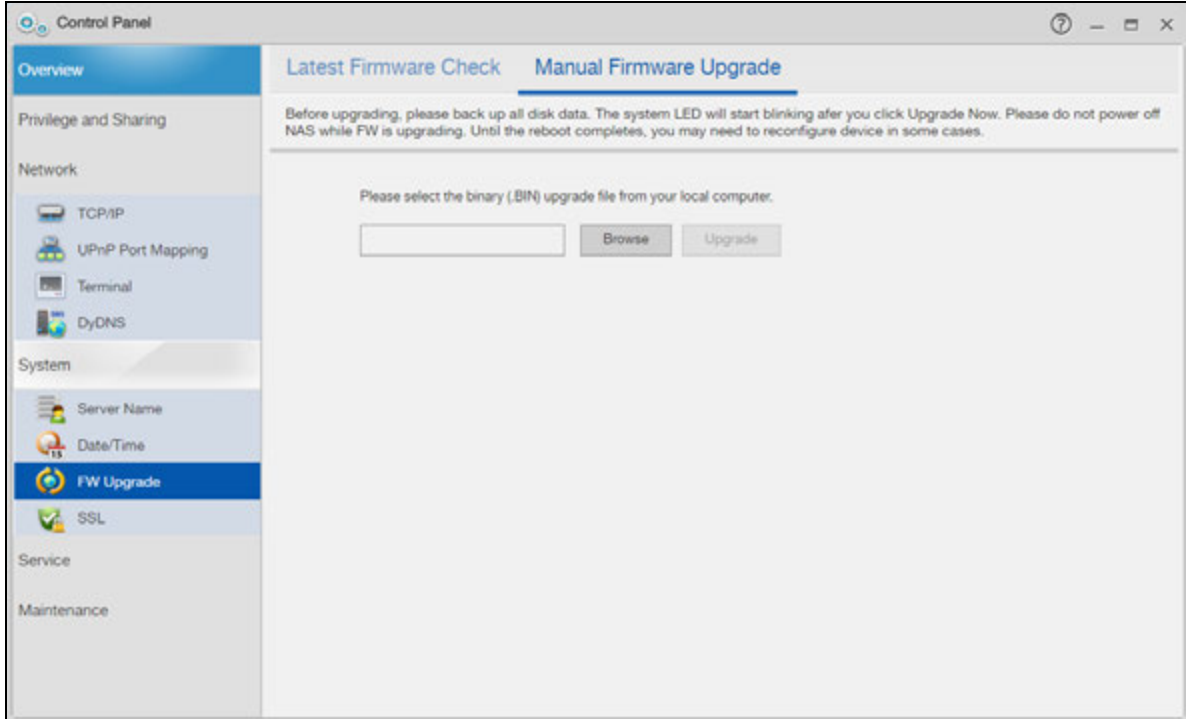 Control Panel
Overview
Privilege and Sharing
Network
TCP/IP
UPnP Port Mapping
Terminal
DyDNS
System
Server Name
Date/Time
FW Upgrade
SSL
Service
Maintenance
Latest Firmware Check Manual Firmware Upgrade
Before upgrading, please back up all disk data. The system LED will start blinking afer you click Upgrade Now. Please do not power off
NAS while FW is upgrading. Until the reboot completes, you may need to reconfigure device in some cases.
Please select the binary (.BIN) upgrade file from your local computer.
Browse Upgrade